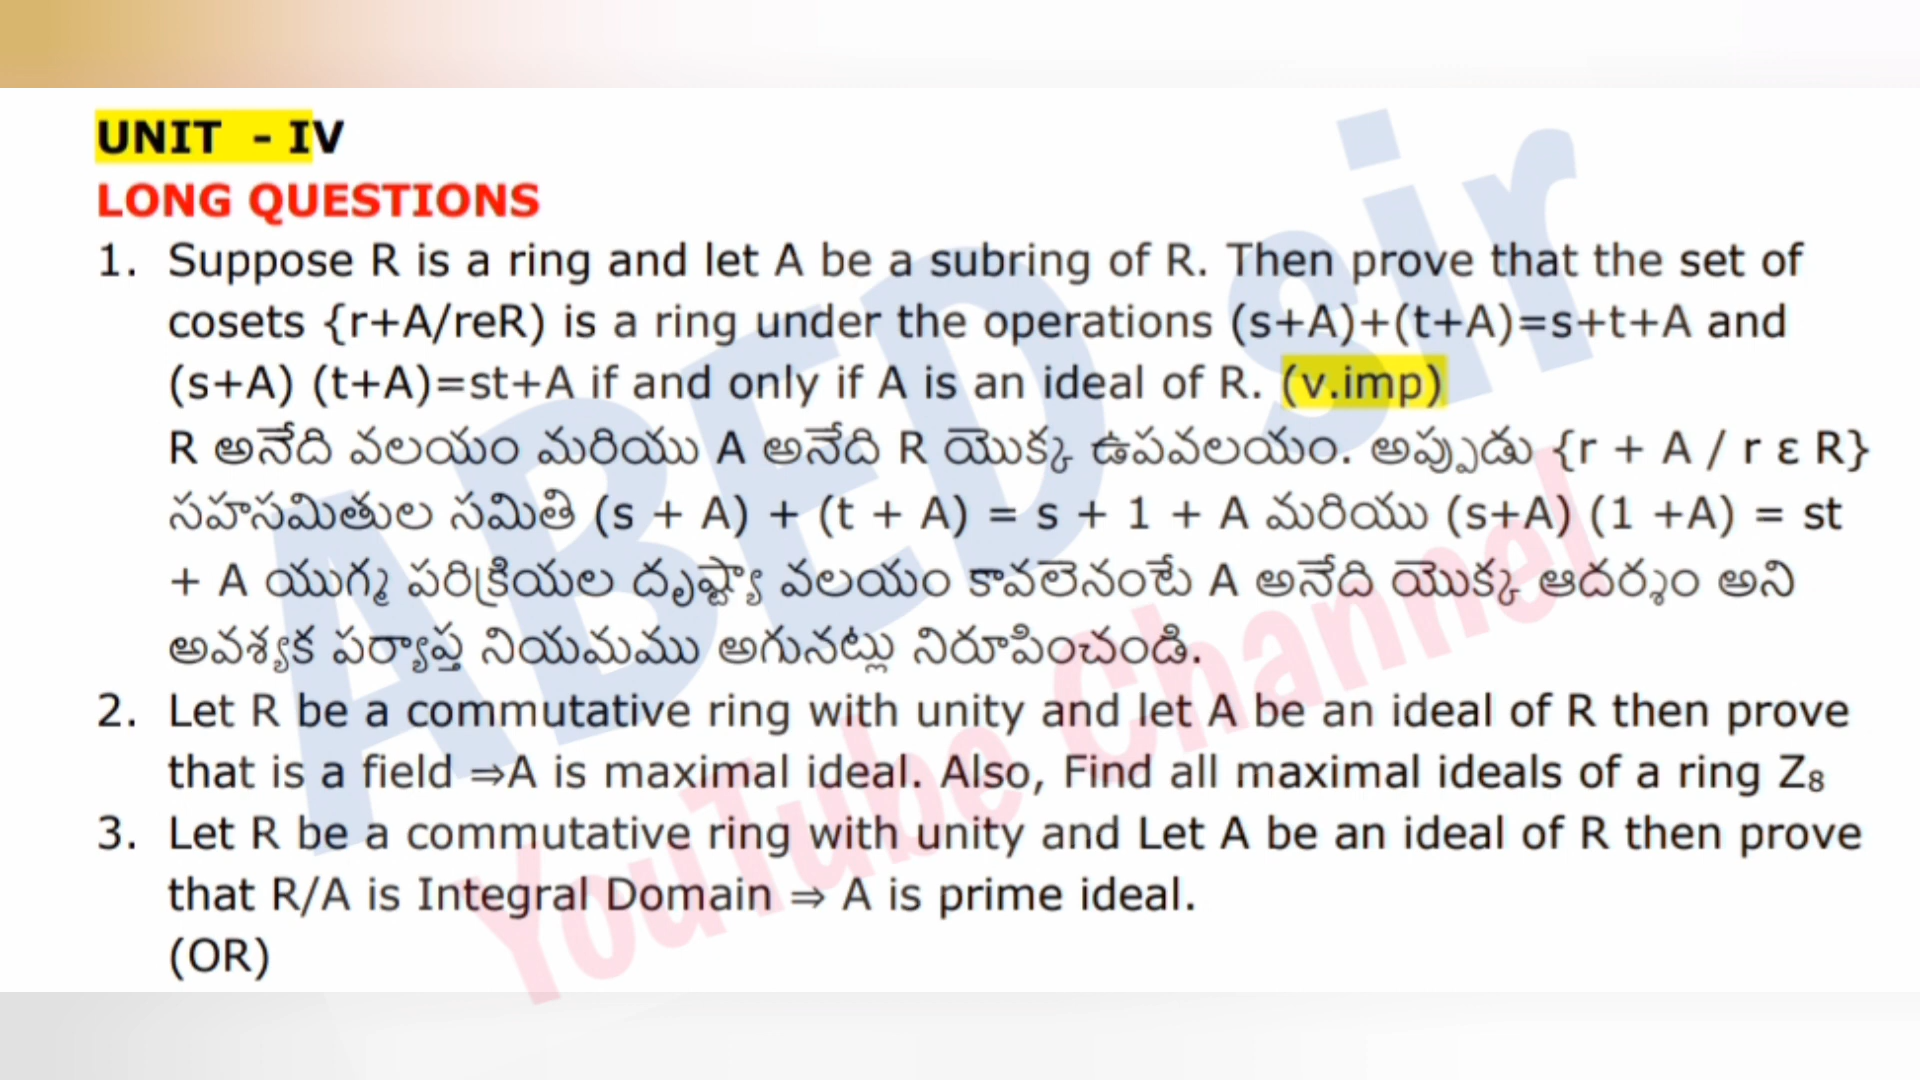 UNIT - IV
LONG QUESTIONS
1. Suppose R is a ring and let A be a subring of R. Then prove that the set of
cosets {r+A/reR) is a ring under the operations (s+A)+(t+A)=s+t+A and
(s+A) (t+A)=st+A if and only if A is an ideal of R. (v.imp)
R అనేది వలయం మరియు A అనేది R యొక్క ఉపవలయం. అప్పుడు {r + A / r ε R}
సహసమితుల సమితి (s + A) + (t + A) = s + 1 + A మరియు (s+A) (1 +A) = st
+ A యుగ్మ పరిక్రియల దృష్ట్యా వలయం కావలెనంటే A అనేది యొక్క ఆదర్శం అని
అవశ్యక పర్యాప్త నియమము అగునట్లు నిరూపించండి.
2. Let R be a commutative ring with unity and let A be an ideal of R then prove
that is a field ⇒A is maximal ideal. Also, Find all maximal ideals of a ring Z₈
3. Let R be a commutative ring with unity and Let A be an ideal of R then prove
that R/A is Integral Domain ⇒ A is prime ideal.
(OR)
ABED sir
YouTube Channel